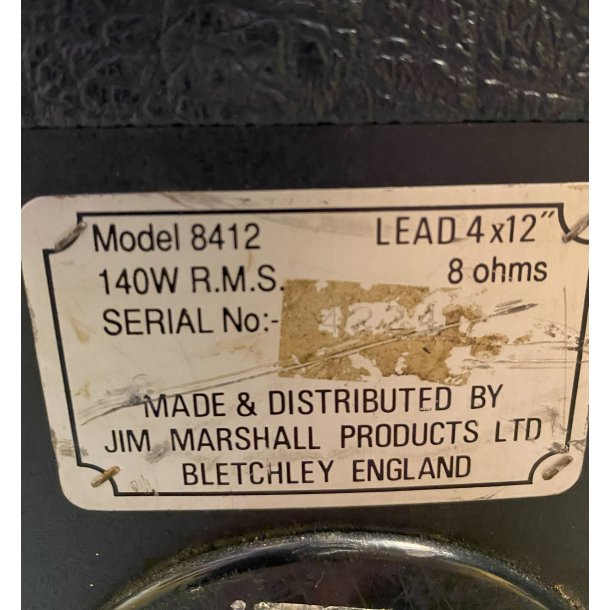 Model 8412 LEAD 4x12"
140W R.M.S. 8 ohms
SERIAL No:-
MADE & DISTRIBUTED BY
JIM MARSHALL PRODUCTS LTD
BLETCHLEY ENGLAND